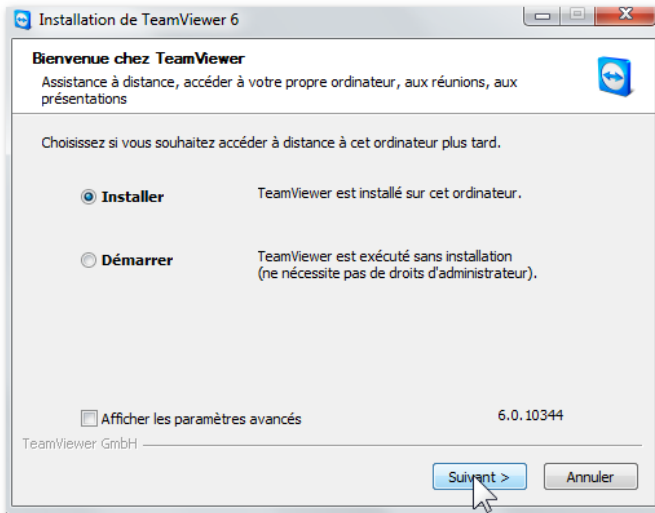 Installation de TeamViewer 6
Bienvenue chez TeamViewer
Assistance à distance, accéder à votre propre ordinateur, aux réunions, aux
présentations
Choisissez si vous souhaitez accéder à distance à cet ordinateur plus tard.
Installer
TeamViewer est installé sur cet ordinateur.
Démarrer
TeamViewer est exécuté sans installation
(ne nécessite pas de droits d'administrateur).
Afficher les paramètres avancés
6.0.10344
TeamViewer GmbH
Suivant >
Annuler